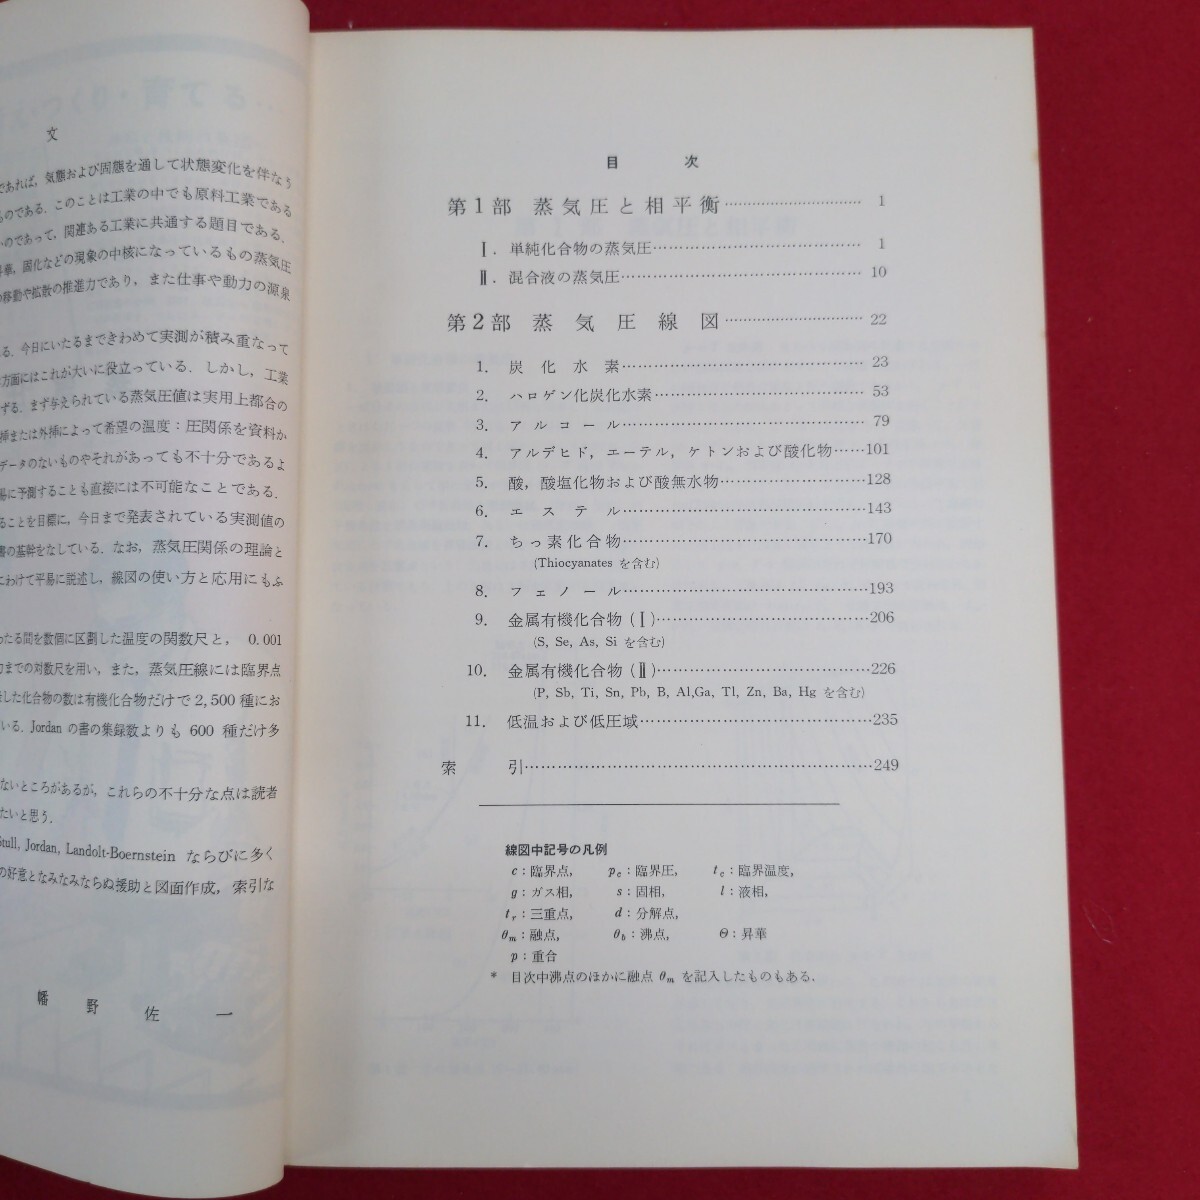 文
であれば，気態および固態を通して状態変化を伴なう
ものである．このことは工業の中でも原料工業である
いのであって，関連ある工業に共通する題目である．
昇華，固化などの現象の中核になっているもの蒸気圧
の移動や拡散の推進力であり，また仕事や動力の源泉
る．今日にいたるまできわめて実測が積み重なって
方面にはこれが大いに役立っている．しかし，工業
ずる．まず与えられている蒸気圧値は実用上都合の
挿または外挿によって希望の温度：圧関係を資料か
データのないものやそれがあっても不十分であるよ
易に予測することも直接には不可能なことである．
ることを目標に，今日まで発表されている実測値の
書の基幹をなしている．なお，蒸気圧関係の理論と
にわけて平易に説述し，線図の使い方と応用にもふ
わたる間を数個に区劃した温度の関数尺と， 0.001
力までの対数尺を用い，また，蒸気圧線には臨界点
した化合物の数は有機化合物だけで 2,500 種にお
いる．Jordan の書の集録数よりも 600 種だけ多
ないところがあるが，これらの不十分な点は読者
たいと思う．
Stull, Jordan, Landolt-Boernstein ならびに多く
の好意となみなみならぬ援助と図面作成，索引な
幡野佐一
目次
第1部 蒸気圧と相平衡……………………………… 1
Ⅰ．単純化合物の蒸気圧……………………………… 1
Ⅱ．混合液の蒸気圧……………………………… 10
第2部 蒸気圧線図……………………………… 22
1. 炭化水素……………………………… 23
2. ハロゲン化炭化水素……………………………… 53
3. アルコール……………………………… 79
4. アルデヒド，エーテル，ケトンおよび酸化物……101
5. 酸，酸塩化物および酸無水物……………………128
6. エステル………………………………143
7. ちっ素化合物………………………………170
(Thiocyanates を含む)
8. フェノール………………………………193
9. 金属有機化合物(Ⅰ)………………………………206
(S, Se, As, Si を含む)
10. 金属有機化合物(Ⅱ)………………………………226
(P, Sb, Ti, Sn, Pb, B, Al,Ga, Tl, Zn, Ba, Hg を含む)
11. 低温および低圧域………………………………235
索引………………………………249
線図中記号の凡例
c：臨界点, pc：臨界圧, tc：臨界温度,
g：ガス相, s：固相, l：液相,
tr：三重点, d：分解点,
θm：融点, θb：沸点, Θ：昇華
p：重合
* 目次中沸点のほかに融点 θm を記入したものもある．